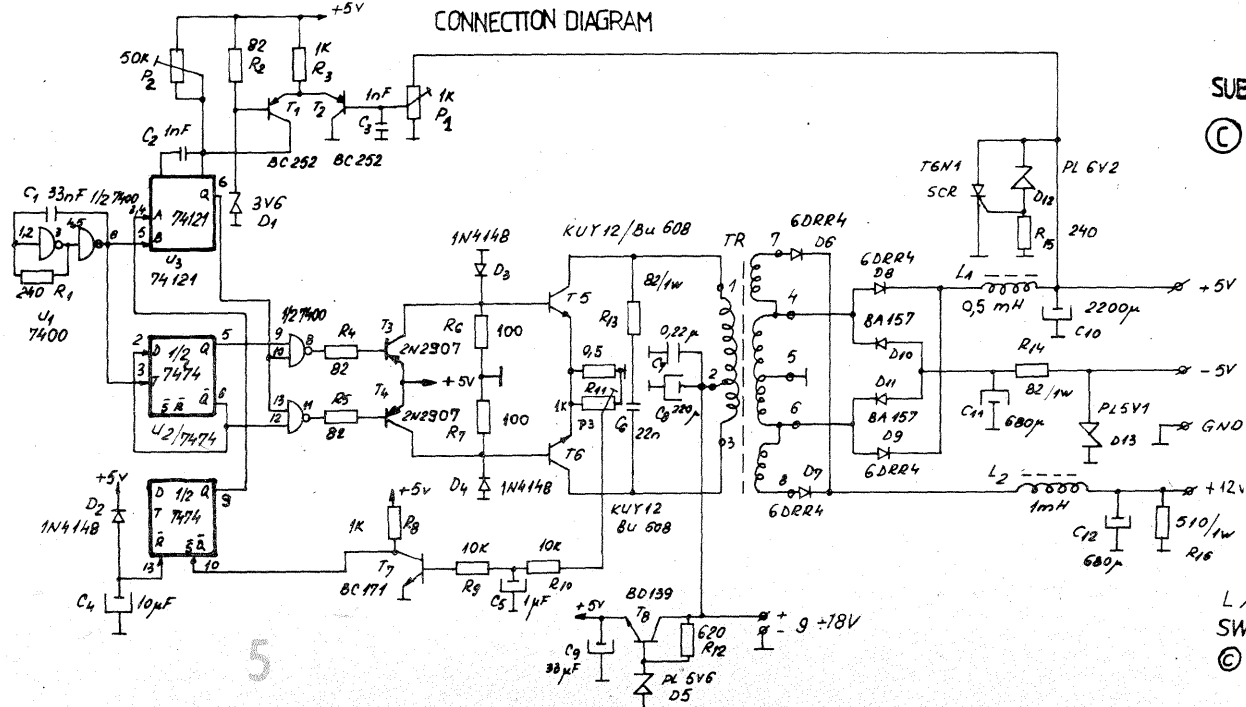 CONNECTION DIAGRAM
+5V
50K
P2
82
R2
1K
R3
T1
T2
BC252
BC252
1nF
C3
1K
P1
SUB
C
C2 1nF
T6N1
SCR
PL 6V2
D12
R15
240
C1 33nF 1/2 7400
1,2
3
4,5
6
240 R1
U1
7400
3,4
A
5
B
Q
6
74121
U3
74121
3V6
D1
1N4148
D3
KUY12/BU 608
TR
7
6DRR4
D6
6DRR4
D8
L1
0,5 mH
+5V
2200µ
C10
2
D
1/2
Q
5
3
T
7474
S R
Q
6
U2/7474
1/2 7400
9
10
8
R4
82
13
12
11
R5
82
T3
2N2907
T4
+5V
2N2907
R6
100
R7
100
T5
T6
0,5
R11
1K
P3
82/1W
R13
0,22µ
C7
C8 220µ
C6
22n
1
2
3
4
5
6
8
BA157
D10
D11
BA157
D9
6DRR4
R14
82/1W
-5V
C11
680µ
PL5V1
D13
GND
D4
1N4148
KUY12
BU 608
D7
6DRR4
L2
1mH
+12V
C12
680µ
510/1W
R16
+5V
D2
1N4148
D
1/2
Q
9
T
7474
R
S Q
13
10
C4
10µF
+5V
1K
R8
T7
BC171
10K
R9
C5
1µF
10K
R10
BD139
+5V
T8
C9
33µF
620
R12
PL 5V6
D5
+
-
9 ÷18V
5
L
SW
©